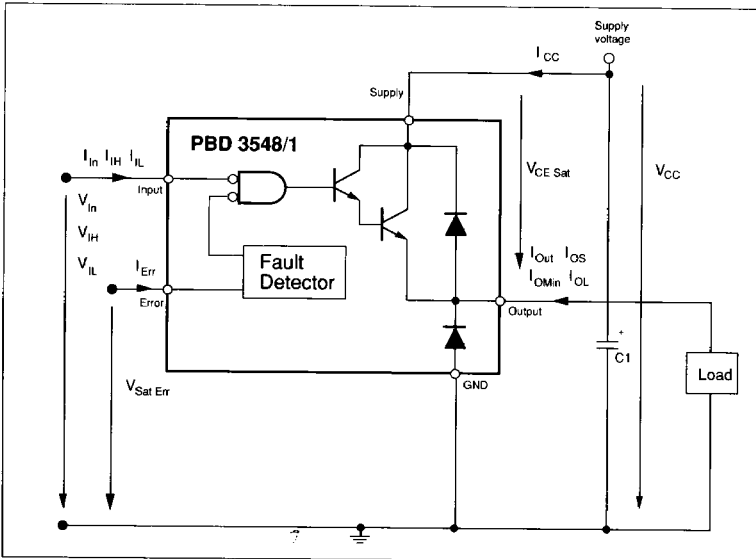 Supply
voltage
I CC
Supply
PBD 3548/1
I In I IH I IL
Input
V CE Sat
V CC
V In
V IH
V IL
I Err
Error
Fault
Detector
I Out I OS
I OMin I OL
Output
+
C1
Load
GND
V Sat Err